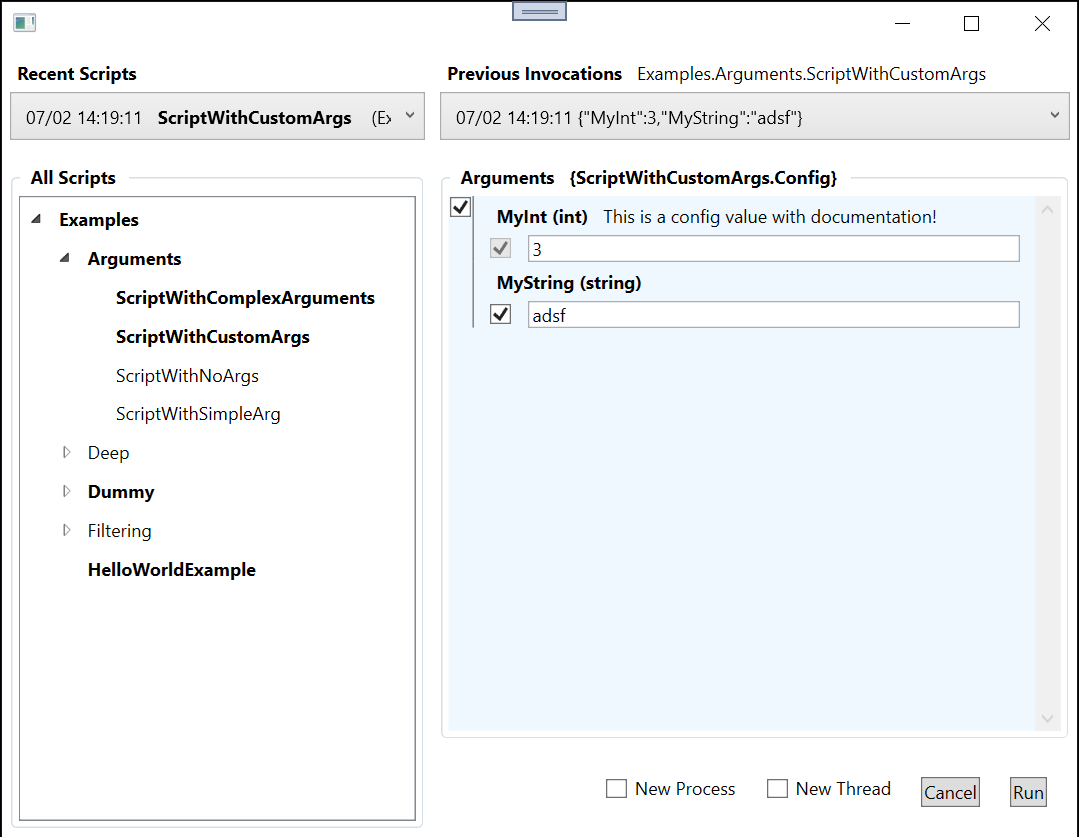 Recent Scripts
07/02 14:19:11 ScriptWithCustomArgs (Ex
Previous Invocations Examples.Arguments.ScriptWithCustomArgs
07/02 14:19:11 {"MyInt":3,"MyString":"adsf"}
All Scripts
Examples
Arguments
ScriptWithComplexArguments
ScriptWithCustomArgs
ScriptWithNoArgs
ScriptWithSimpleArg
Deep
Dummy
Filtering
HelloWorldExample
Arguments {ScriptWithCustomArgs.Config}
MyInt (int) This is a config value with documentation!
3
MyString (string)
adsf
New Process New Thread Cancel Run